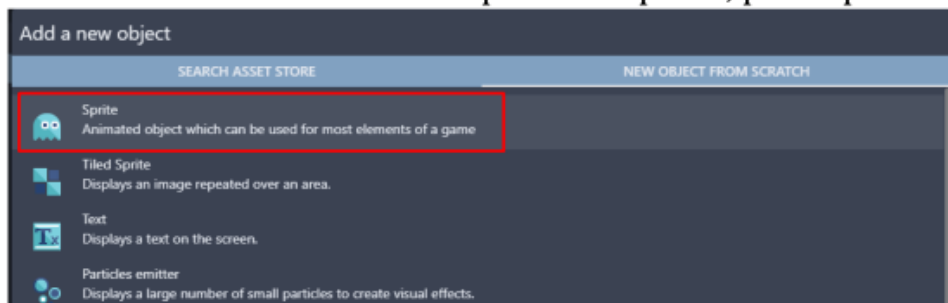 Add a new object
SEARCH ASSET STORE
NEW OBJECT FROM SCRATCH
Sprite
Animated object which can be used for most elements of a game
Tiled Sprite
Displays an image repeated over an area.
Tx
Text
Displays a text on the screen.
Particles emitter
Displays a large number of small particles to create visual effects.